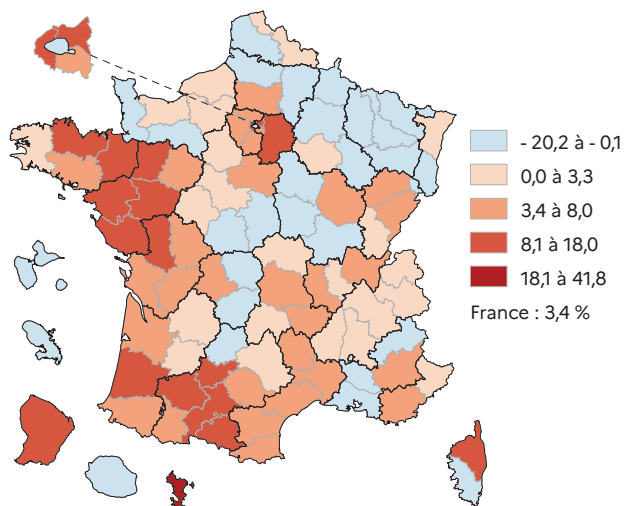 - 20,2 à - 0,1
0,0 à 3,3
3,4 à 8,0
8,1 à 18,0
18,1 à 41,8
France : 3,4 %